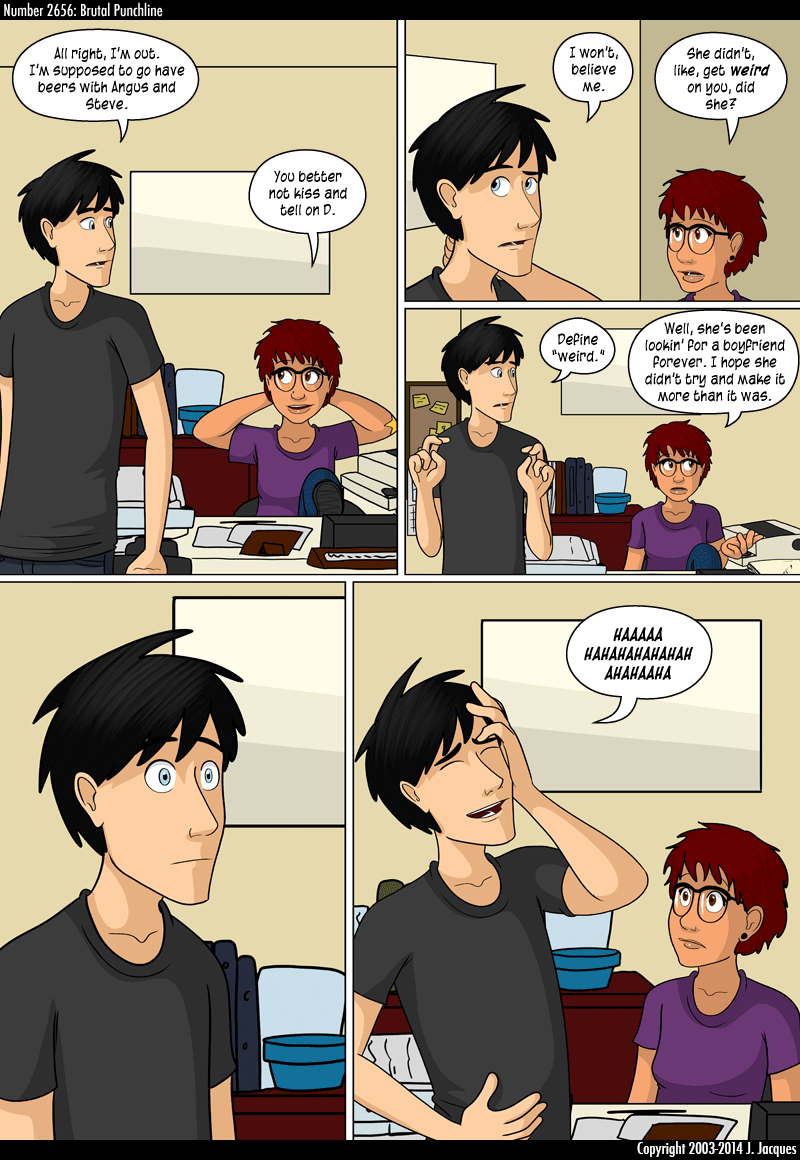 Number 2656: Brutal Punchline
All right, I'm out.
I'm supposed to go have
beers with Angus and
Steve.
You better
not kiss and
tell on D.
I won't,
believe
me.
She didn't,
like, get weird
on you, did
she?
Define
"weird."
Well, she's been
lookin' for a boyfriend
forever. I hope she
didn't try and make it
more than it was.
HAAAAA
HAHAHAHAHAHAH
AHAHAAHA
Copyright 2003-2014 J. Jacques